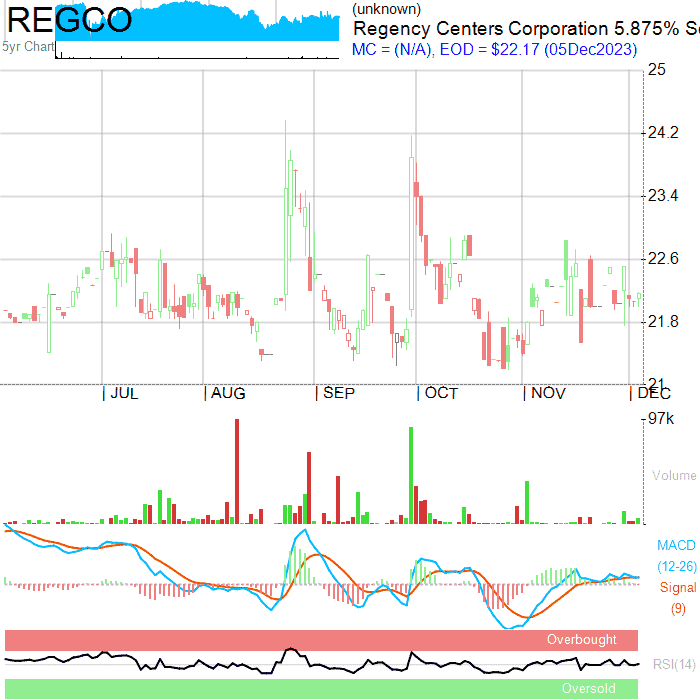 REGCO
5yr Chart
(unknown)
Regency Centers Corporation 5.875% Se
MC = (N/A), EOD = $22.17 (05Dec2023)
25
24.2
23.4
22.6
21.8
21
| JUL | AUG | SEP | OCT | NOV | DEC
97k
Volume
MACD
(12-26)
Signal
(9)
Overbought
RSI(14)
Oversold